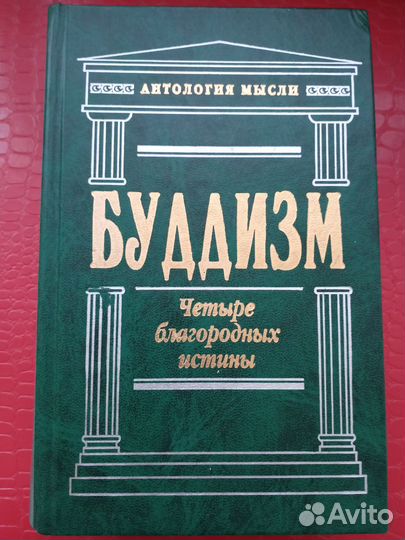 АНТОЛОГИЯ МЫСЛИ
БУДДИЗМ
Четыре
благородных
истины
Avito